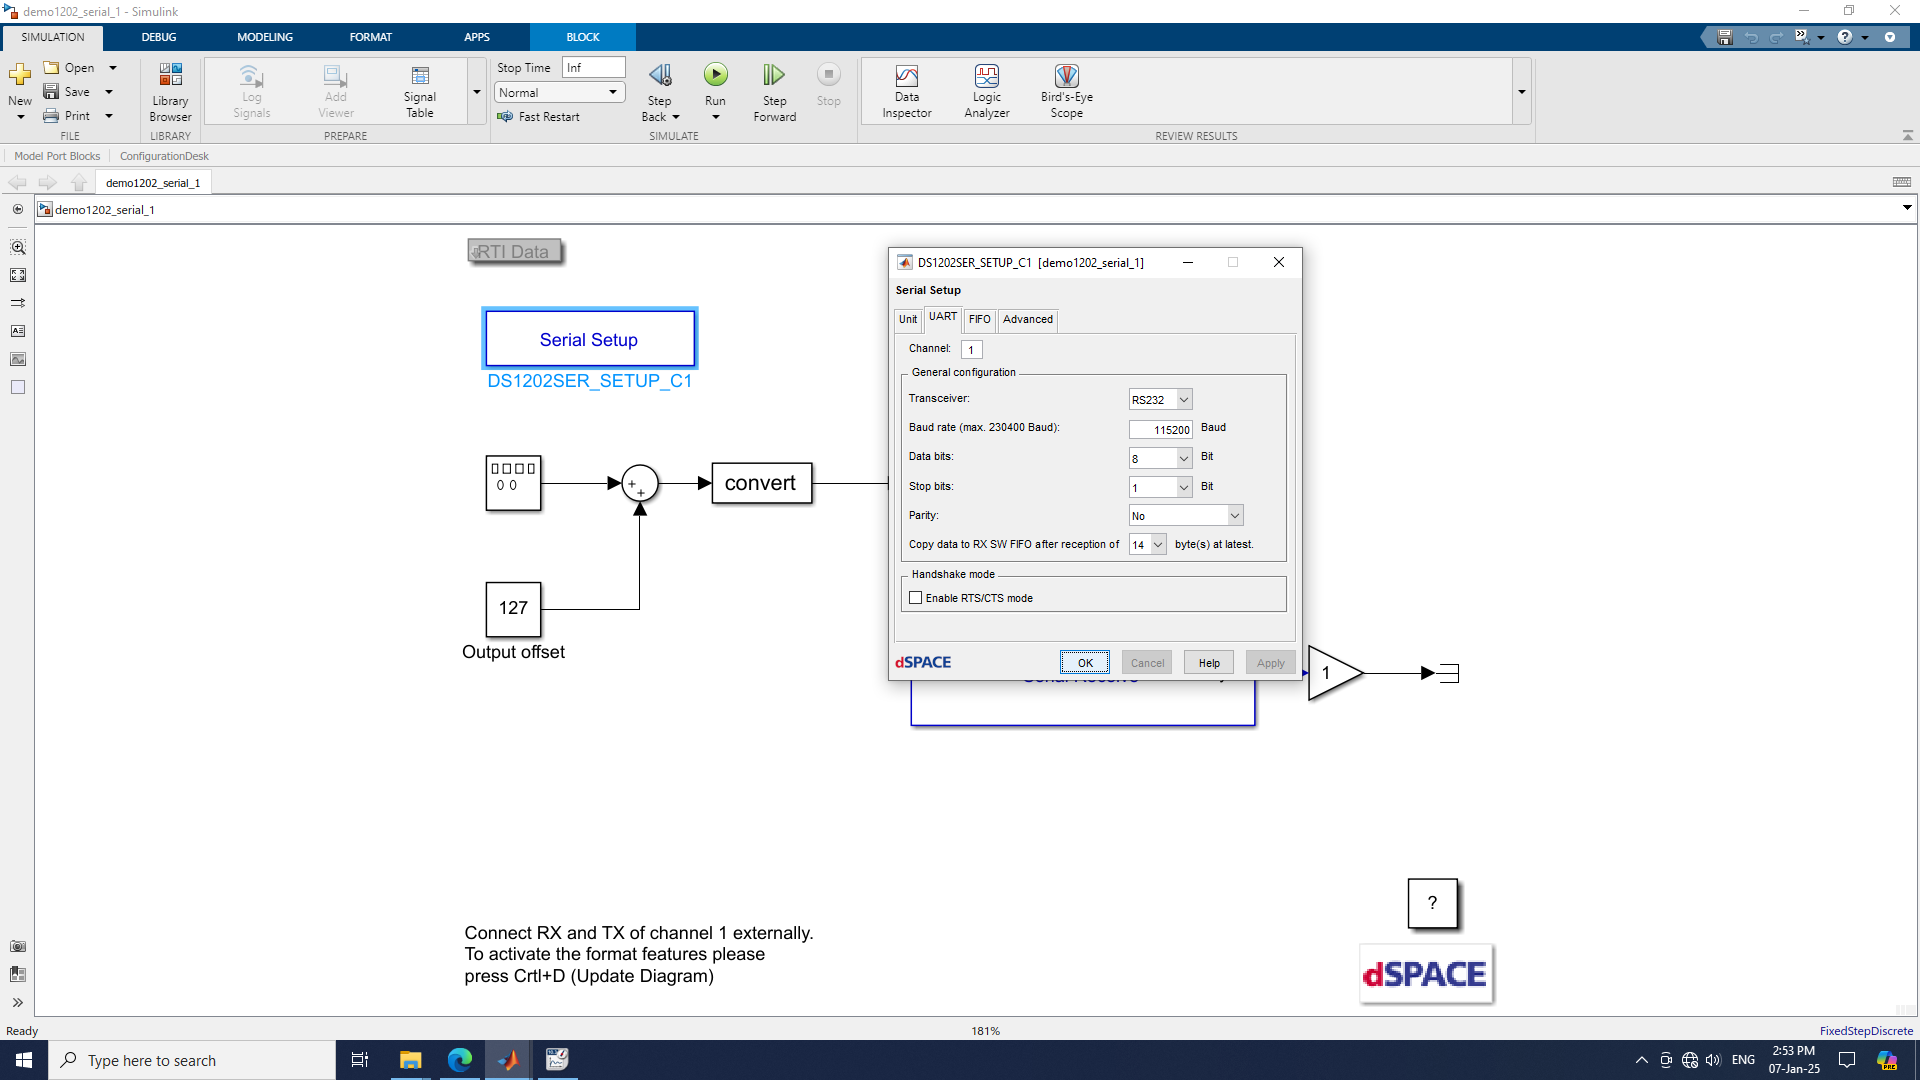 demo1202_serial_1 - Simulink
SIMULATION DEBUG MODELING FORMAT APPS BLOCK
New
Open
Save
Print
FILE
Library Browser
LIBRARY
Log Signals
Add Viewer
Signal Table
PREPARE
Stop Time Inf
Normal
Fast Restart
Step Back
Run
Step Forward
Stop
SIMULATE
Data Inspector
Logic Analyzer
Bird's-Eye Scope
REVIEW RESULTS
Model Port Blocks ConfigurationDesk
demo1202_serial_1
demo1202_serial_1
RTI Data
Serial Setup
DS1202SER_SETUP_C1
convert
127
Output offset
DS1202SER_SETUP_C1 [demo1202_serial_1]
Serial Setup
Unit UART FIFO Advanced
Channel: 1
General configuration
Transceiver: RS232
Baud rate (max. 230400 Baud): 115200 Baud
Data bits: 8 Bit
Stop bits: 1 Bit
Parity: No
Copy data to RX SW FIFO after reception of 14 byte(s) at latest.
Handshake mode
Enable RTS/CTS mode
dSPACE OK Cancel Help Apply
1
?
dSPACE
Connect RX and TX of channel 1 externally.
To activate the format features please
press Crtl+D (Update Diagram)
Ready 181% FixedStepDiscrete
Type here to search
ENG
2:53 PM
07-Jan-25